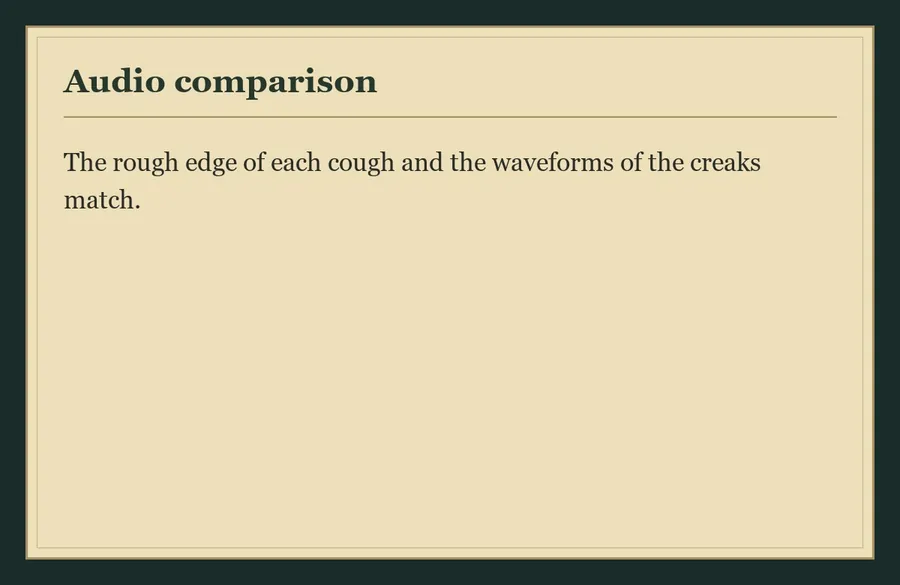 Audio comparison
The rough edge of each cough and the waveforms of the creaks
match.